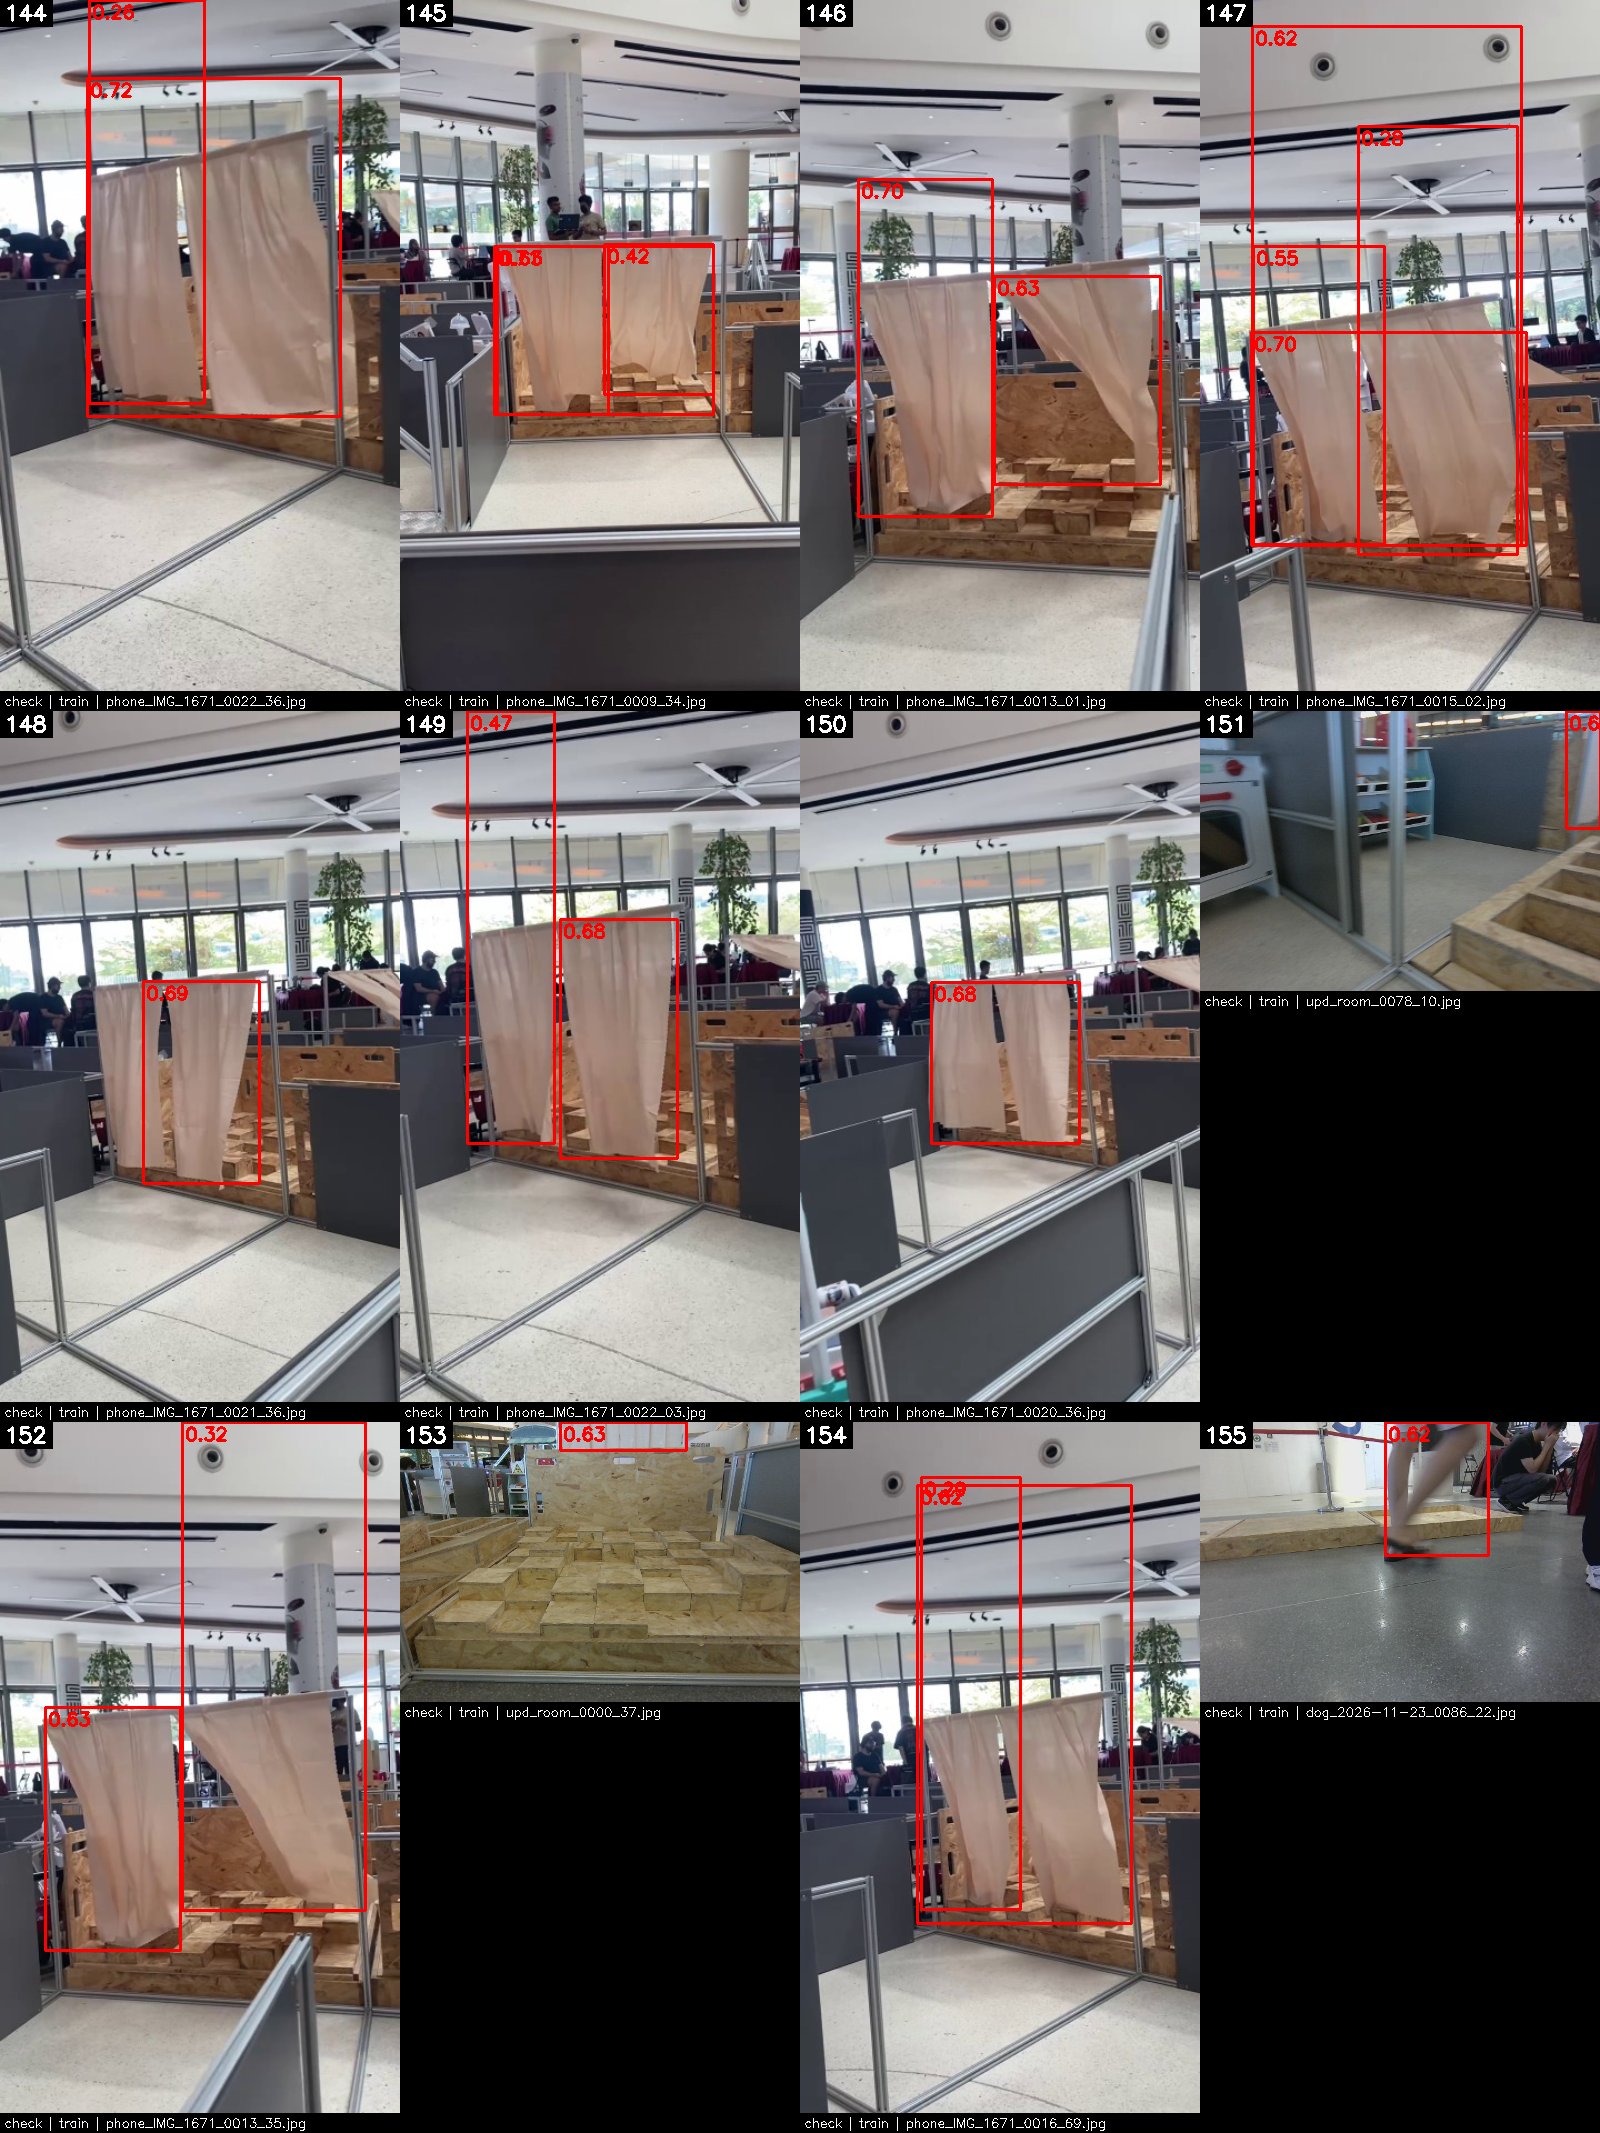 144
0.26
0.72
check | train | phone_IMG_1671_0022_36.jpg
145
0.42
check | train | phone_IMG_1671_0009_34.jpg
146
0.70
0.63
check | train | phone_IMG_1671_0013_01.jpg
147
0.62
0.28
0.55
0.70
check | train | phone_IMG_1671_0015_02.jpg
148
0.69
check | train | phone_IMG_1671_0021_36.jpg
149
0.47
0.68
check | train | phone_IMG_1671_0022_03.jpg
150
0.68
check | train | phone_IMG_1671_0020_36.jpg
151
0.6
check | train | upd_room_0078_10.jpg
152
0.32
0.63
check | train | phone_IMG_1671_0013_35.jpg
153
0.63
check | train | upd_room_0000_37.jpg
154
0.62
check | train | phone_IMG_1671_0016_69.jpg
155
0.62
check | train | dog_2026-11-23_0086_22.jpg